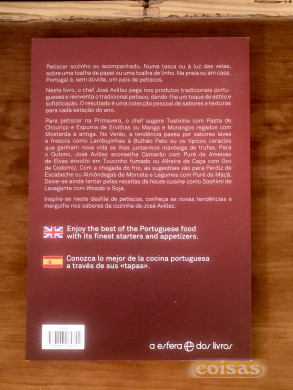 Petiscar sozinho ou acompanhado. Numa tasca ou à luz das velas,
sobre uma toalha de papel ou uma toalha de linho. Na praia ou em casa.
Portugal é, sem dúvida, um país de petiscos.
Neste livro, o chef José Avillez pega nos produtos tradicionais portu-
gueses e reinventa o tradicional petisco, dando-lhe um toque de estilo e
sofisticação. O resultado é uma colecção pessoal de sabores e texturas
para cada estação do ano.
Para petiscar na Primavera, o chef sugere Tostinha com Pasta de
Chouriço e Espuma de Ervilhas ou Manga e Morangos regados com
Mostarda à antiga. No Verão, a tendência passa por sabores leves
e frescos como Lambujinhas à Bulhão Pato ou os típicos caracóis
que ganham nova vida se lhes juntarmos manteiga de trufas. Para
o Outono, José Avillez aconselha Camarão com Puré de Ameixas
de Elvas envolto em Toucinho fumado ou Alheira de Caça com Ovo
de Codorniz. Com a chegada do frio, as sugestões são para Perdiz de
Escabeche ou Almôndegas de Morcela e Legumes com Puré de Maçã.
Deixe-se ainda tentar pelas receitas da haute cuisine como Sashimi de
Lavagante com Wasabi e Soja.
Inspire-se neste desfile de petiscos, conheça as novas tendências e
mergulhe nos sabores da cozinha de José Avillez.
Enjoy the best of the Portuguese food
with its finest starters and appetizers.
Conozca lo mejor de la cocina portuguesa
a través de sus «tapas».
a esfera dos livros
coisas